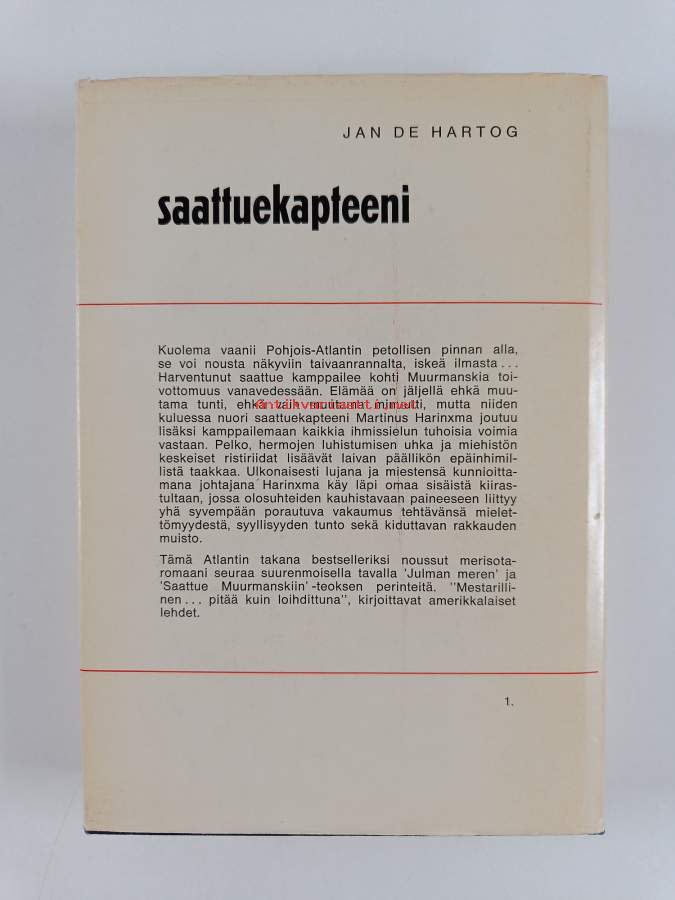 JAN DE HARTOG
saattuekapteeni
Kuolema vaanii Pohjois-Atlantin petollisen pinnan alla,
se voi nousta näkyviin taivaanrannalta, iskeä ilmasta...
Harventunut saattue kamppailee kohti Muurmanskia toi-
vottomuus vanavedessään. Elämää on jäljellä ehkä muu-
tama tunti, ehkä vain muutama minuutti, mutta niiden
Antikvariaatti.net
kuluessa nuori saattuekapteeni Martinus Harinxma joutuu
lisäksi kamppailemaan kaikkia ihmissielun tuhoisia voimia
vastaan. Pelko, hermojen luhistumisen uhka ja miehistön
keskeiset ristiriidat lisäävät laivan päällikön epäinhimil-
listä taakkaa. Ulkonaisesti lujana ja miestensä kunnioitta-
mana johtajana Harinxma käy läpi omaa sisäistä kiiras-
tultaan, jossa olosuhteiden kauhistavaan paineeseen liittyy
yhä syvempään porautuva vakaumus tehtävänsä mielet-
tömyydestä, syyllisyyden tunto sekä kiduttavan rakkauden
muisto.
Tämä Atlantin takana bestselleriksi noussut merisota-
romaani seuraa suurenmoisella tavalla 'Julman meren' ja
'Saattue Muurmanskiin'-teoksen perinteitä. "Mestarilli-
nen... pitää kuin loihdittuna", kirjoittavat amerikkalaiset
lehdet.
1.